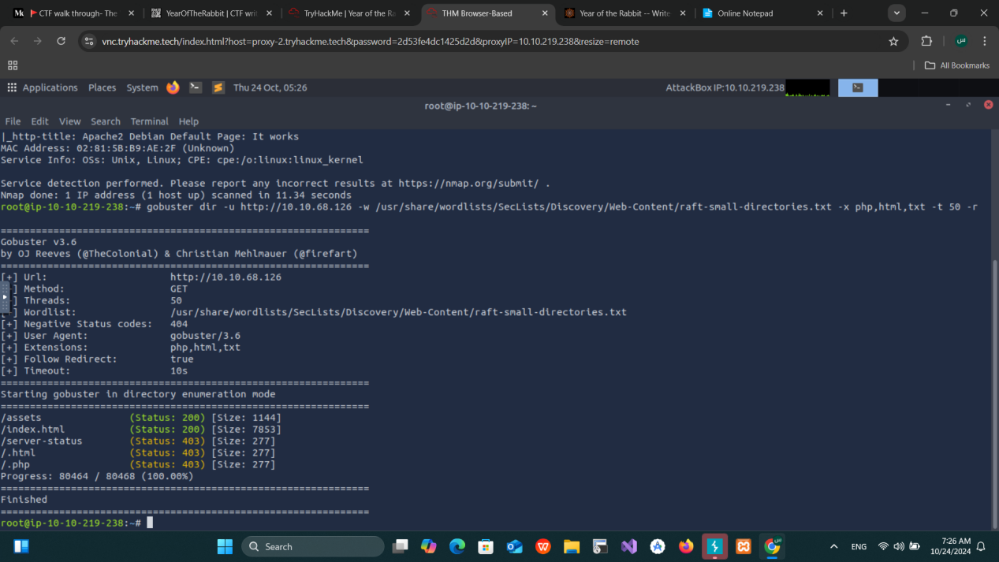 CTF walk through- The
YearOfTheRabbit | CTF writ
TryHackMe | Year of the Ra
THM Browser-Based
Year of the Rabbit -- Write
Online Notepad
vnc.tryhackme.tech/index.html?host=proxy-2.tryhackme.tech&password=2d53fe4dc1425d2d&proxyIP=10.10.219.238&resize=remote
س
All Bookmarks
Applications Places System Thu 24 Oct, 05:26 AttackBox IP:10.10.219.238
root@ip-10-10-219-238: ~
File Edit View Search Terminal Help
|_http-title: Apache2 Debian Default Page: It works
MAC Address: 02:81:5B:B9:AE:2F (Unknown)
Service Info: OSs: Unix, Linux; CPE: cpe:/o:linux:linux_kernel
Service detection performed. Please report any incorrect results at https://nmap.org/submit/ .
Nmap done: 1 IP address (1 host up) scanned in 11.34 seconds
root@ip-10-10-219-238:~# gobuster dir -u http://10.10.68.126 -w /usr/share/wordlists/SecLists/Discovery/Web-Content/raft-small-directories.txt -x php,html,txt -t 50 -r
===============================================================
Gobuster v3.6
by OJ Reeves (@TheColonial) & Christian Mehlmauer (@firefart)
===============================================================
[+] Url: http://10.10.68.126
] Method: GET
] Threads: 50
] Wordlist: /usr/share/wordlists/SecLists/Discovery/Web-Content/raft-small-directories.txt
[+] Negative Status codes: 404
[+] User Agent: gobuster/3.6
[+] Extensions: php,html,txt
[+] Follow Redirect: true
[+] Timeout: 10s
===============================================================
Starting gobuster in directory enumeration mode
===============================================================
/assets (Status: 200) [Size: 1144]
/index.html (Status: 200) [Size: 7853]
/server-status (Status: 403) [Size: 277]
/.html (Status: 403) [Size: 277]
/.php (Status: 403) [Size: 277]
Progress: 80464 / 80468 (100.00%)
===============================================================
Finished
===============================================================
root@ip-10-10-219-238:~#
Search
ENG
7:26 AM
10/24/2024